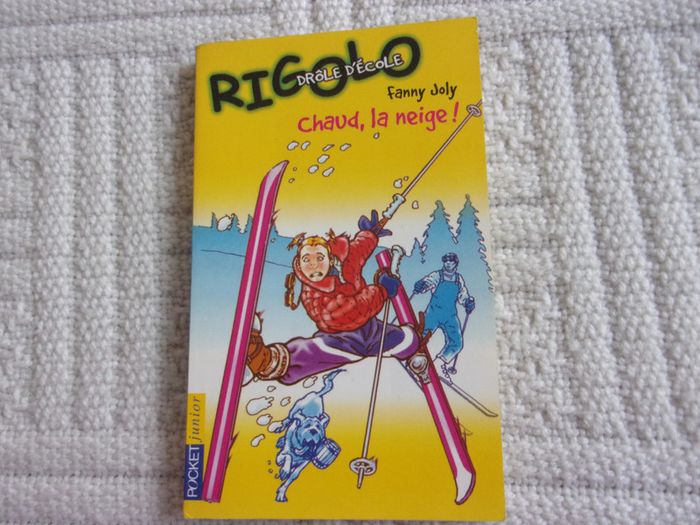 RIGOLO
DRÔLE D'ÉCOLE
Fanny Joly
Chaud, la neige !
POCKET junior